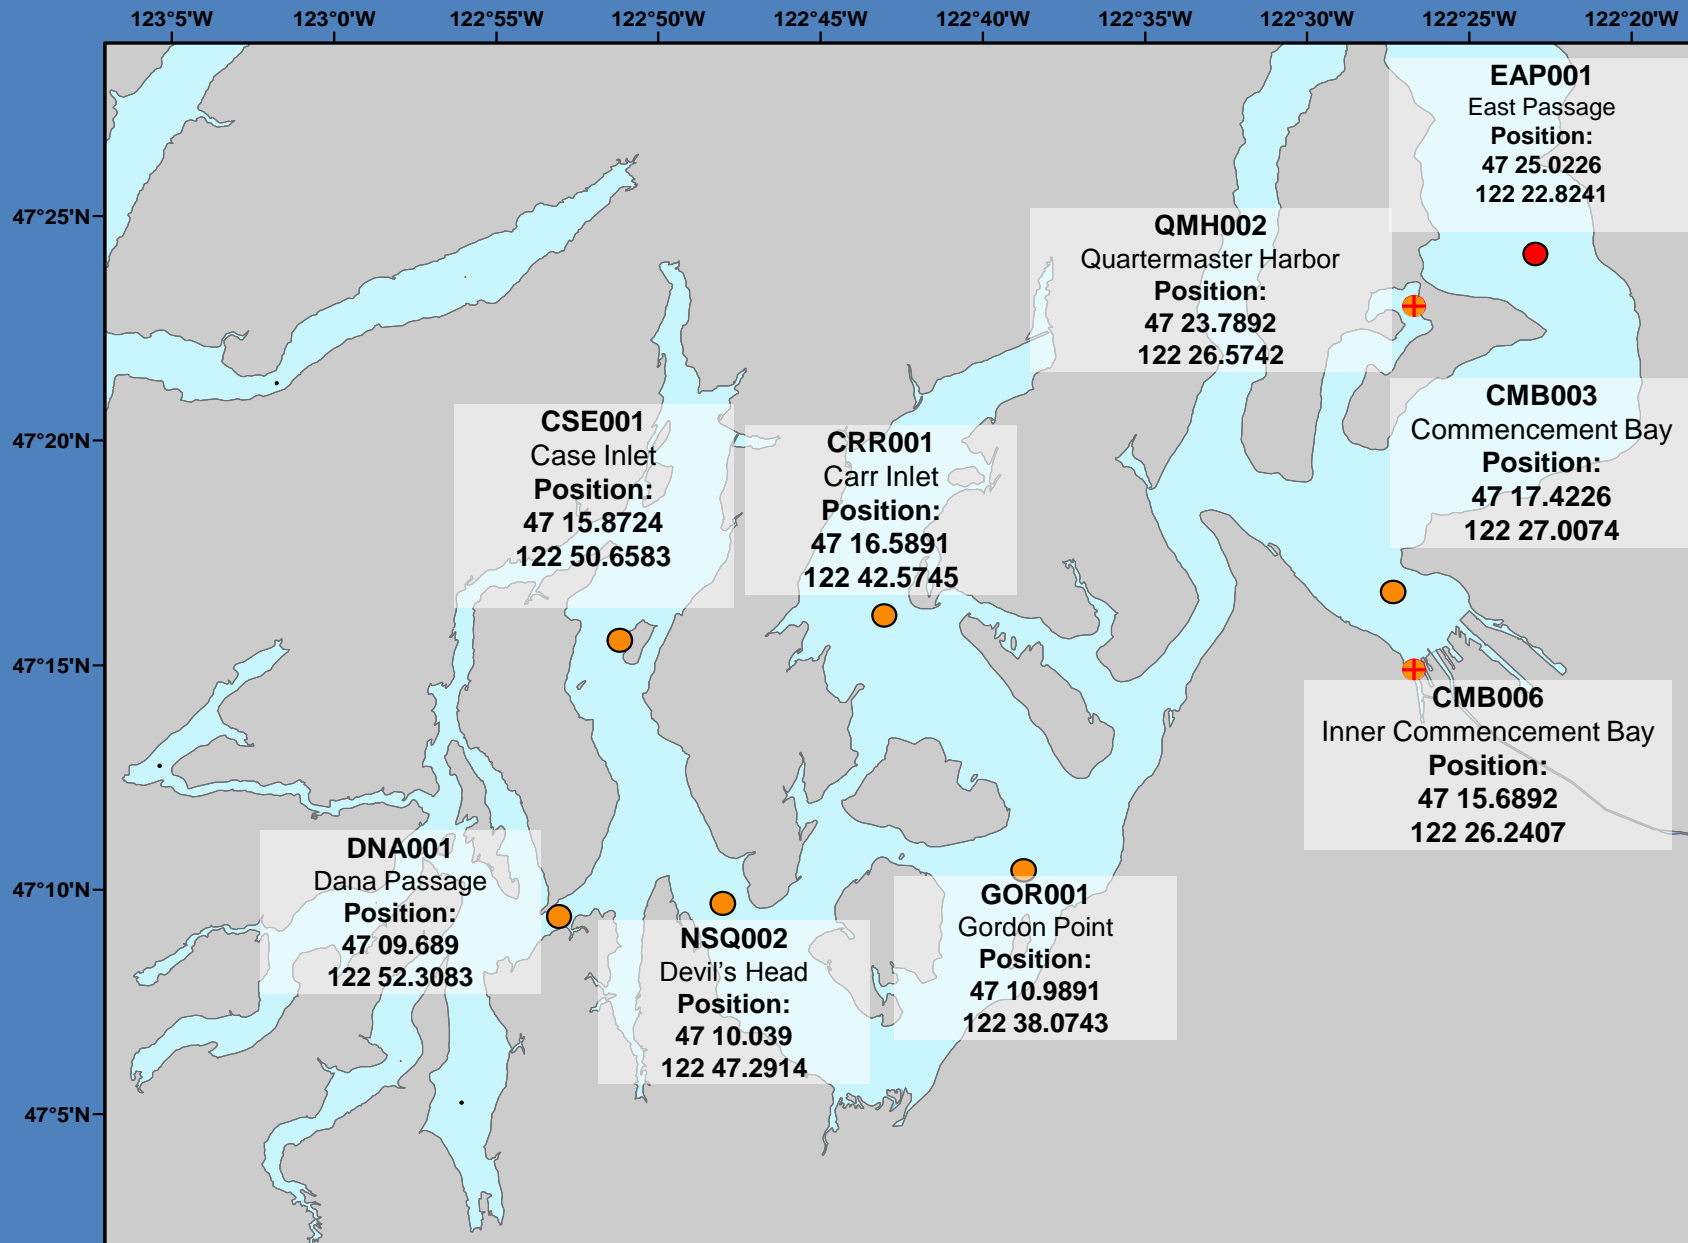 123°5'W 123°0'W 122°55'W 122°50'W 122°45'W 122°40'W 122°35'W 122°30'W 122°25'W 122°20'W
47°25'N
47°20'N
47°15'N
47°10'N
47°5'N
EAP001
East Passage
Position:
47 25.0226
122 22.8241
QMH002
Quartermaster Harbor
Position:
47 23.7892
122 26.5742
CMB003
Commencement Bay
Position:
47 17.4226
122 27.0074
CSE001
Case Inlet
Position:
47 15.8724
122 50.6583
CRR001
Carr Inlet
Position:
47 16.5891
122 42.5745
CMB006
Inner Commencement Bay
Position:
47 15.6892
122 26.2407
DNA001
Dana Passage
Position:
47 09.689
122 52.3083
NSQ002
Devil's Head
Position:
47 10.039
122 47.2914
GOR001
Gordon Point
Position:
47 10.9891
122 38.0743